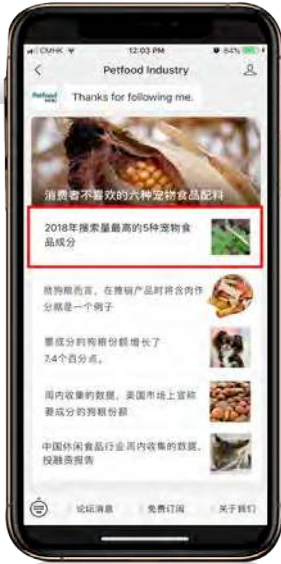 CMHK
12:03 PM
84%
Petfood Industry
Petfood
Thanks for following me.
消费者不喜欢的六种宠物食品配料
2018年搜索量最高的5种宠物食
品成分
然狗粮而言，在推销产品时将含肉作
分就是一个例子
要成分的狗粮份额增长了
7.4个百分点。
周内收集的数据，美国市场上宣称
要成分的狗粮份额
中国休闲食品行业周内收集的数据，
投融资报告
论坛消息
免费订阅
关于我们